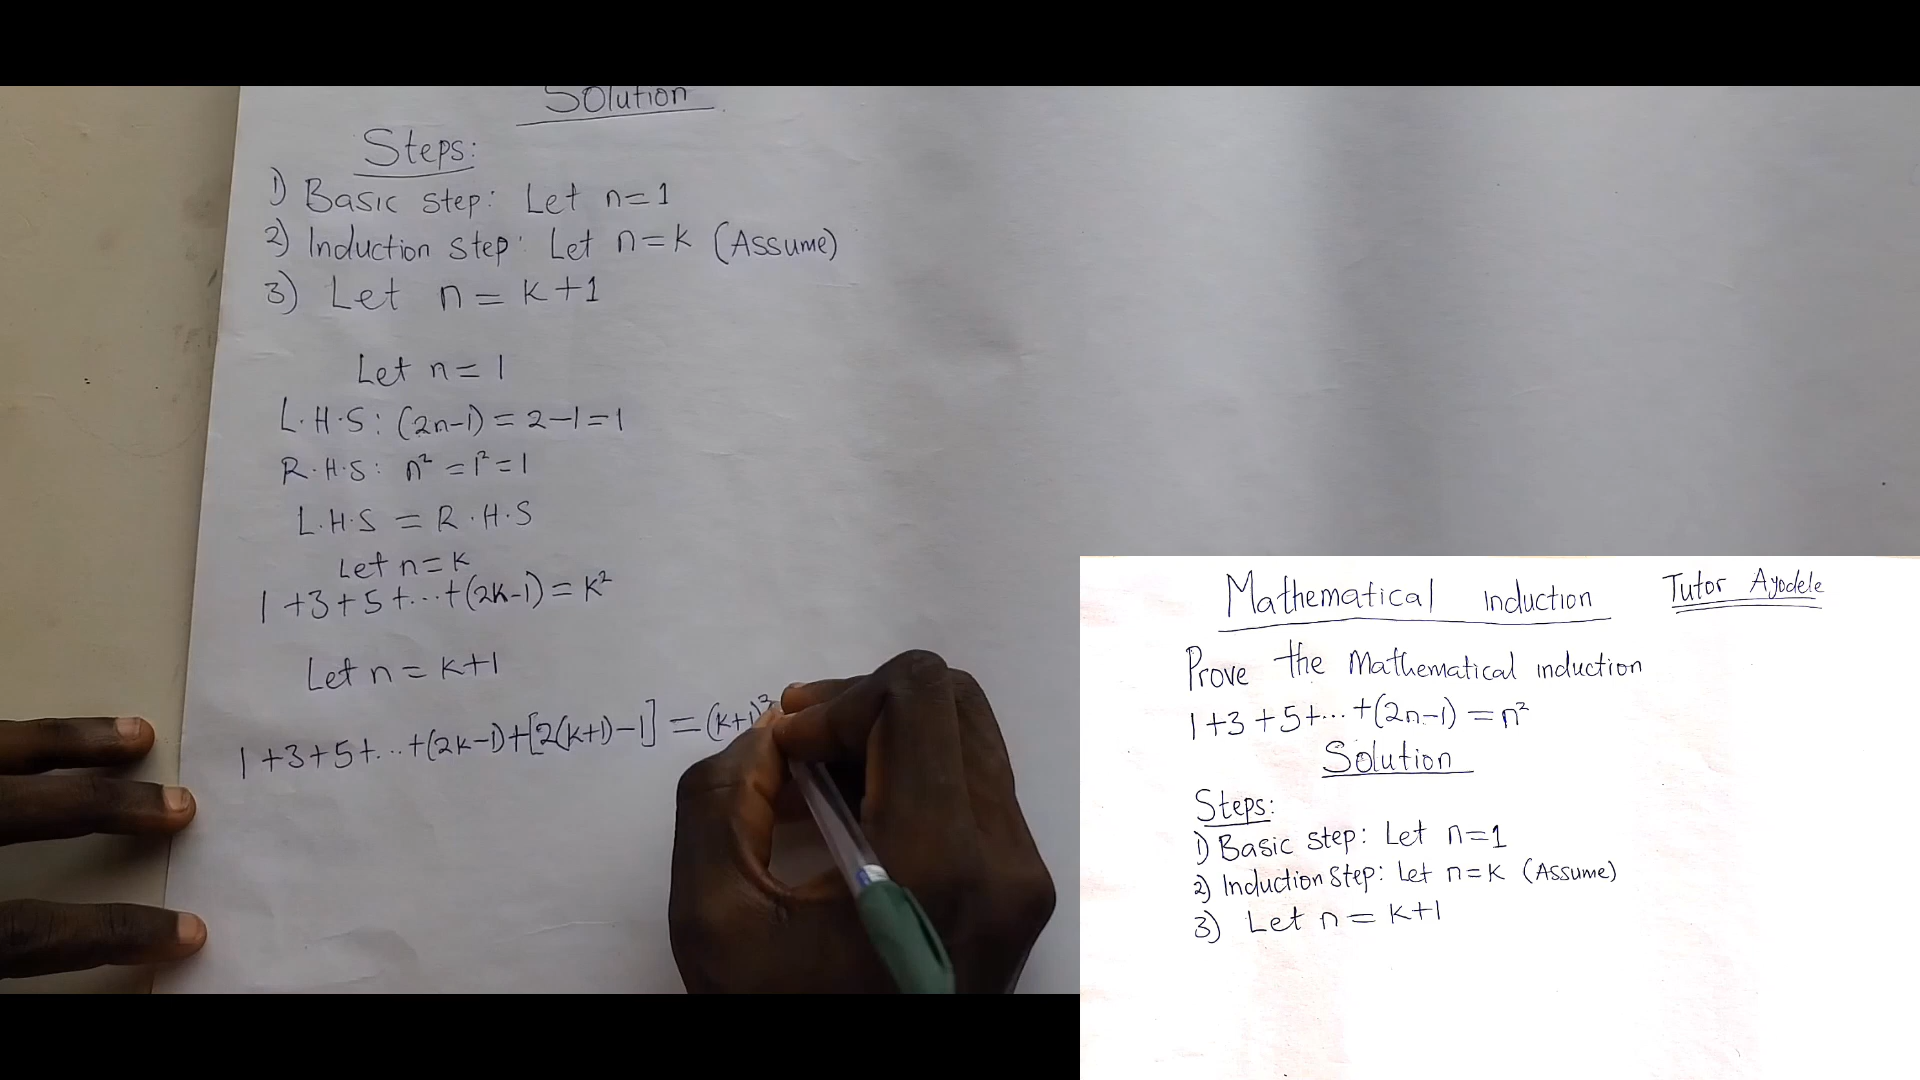 Solution
Steps:
1) Basic step: Let n=1
2) Induction step: Let n=k (Assume)
3) Let n=k+1
Let n=1
L.H.S: (2n-1)=2-1=1
R.H.S: n²=1²=1
L.H.S = R.H.S
Let n=k
1+3+5+...+(2k-1)=k²
Let n=k+1
1+3+5+...+(2k-1)+[2(k+1)-1]=(k+1)²
Mathematical induction
Tutor Ayodele
Prove the Mathematical induction
1+3+5+...+(2n-1)=n²
Solution
Steps:
1) Basic step: Let n=1
2) Induction step: Let n=k (Assume)
3) Let n=k+1